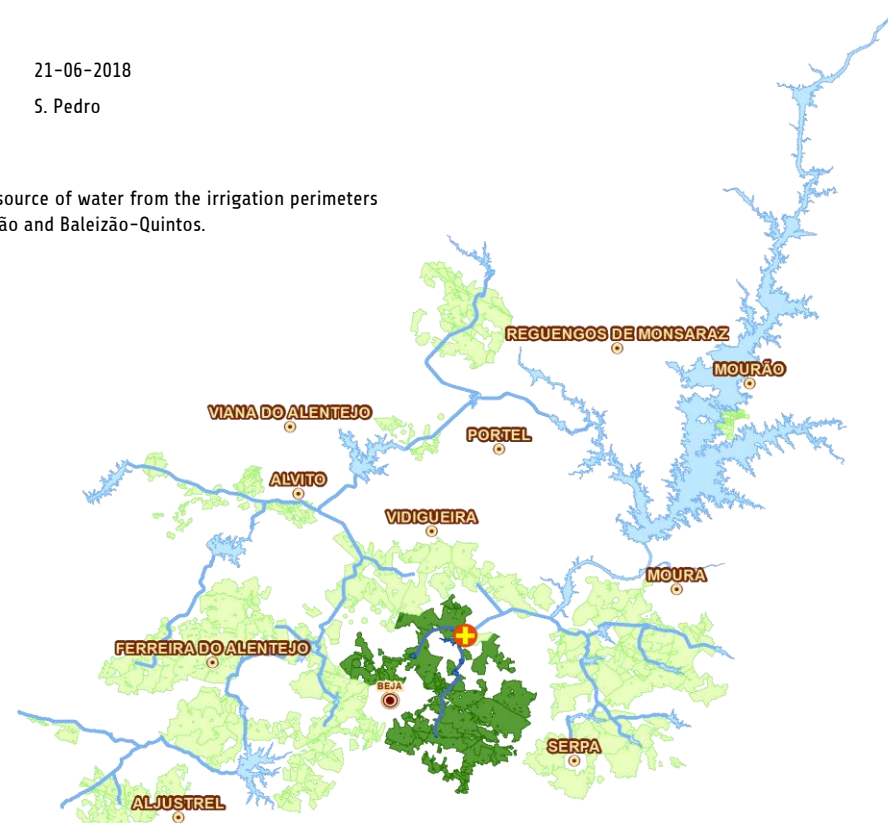 21-06-2018
S. Pedro
source of water from the irrigation perimeters
ão and Baleizão-Quintos.
REGUENGOS DE MONSARAZ
MOURÃO
VIANA DO ALENTEJO
PORTEL
ALVITO
VIDIGUEIRA
MOURA
FERREIRA DO ALENTEJO
BEJA
SERPA
ALJUSTREL